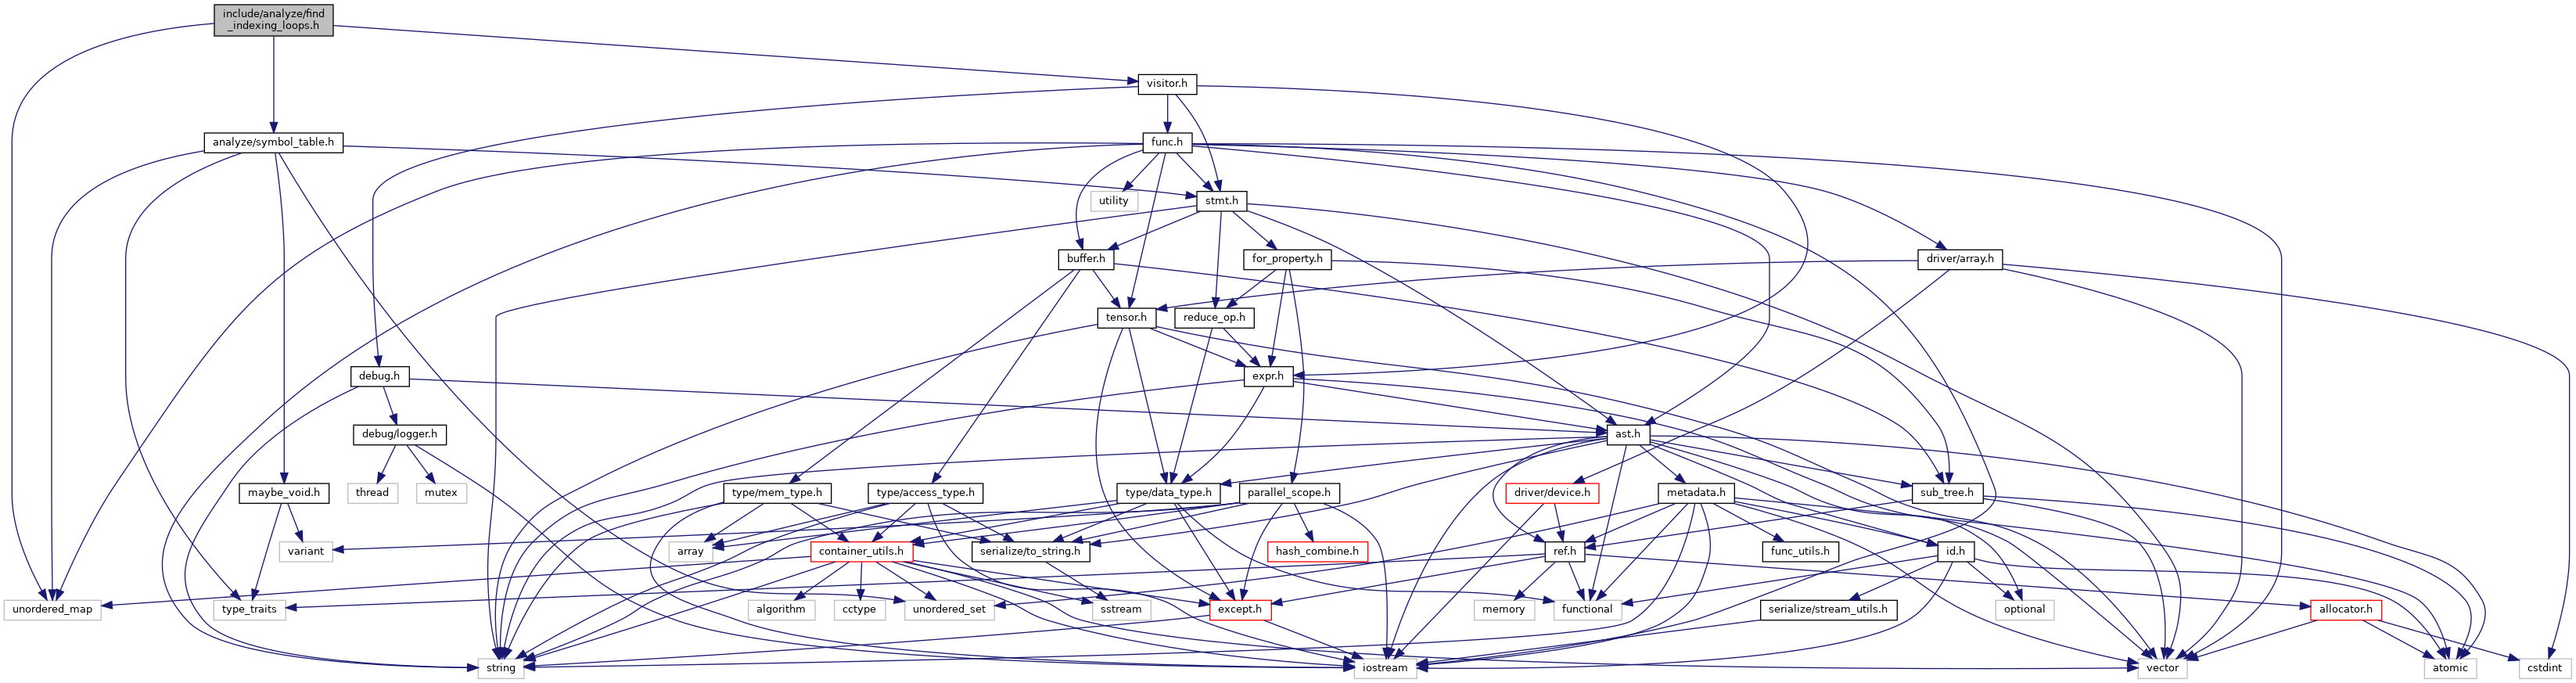 include/analyze/find
_indexing_loops.h
visitor.h
analyze/symbol_table.h
func.h
utility
stmt.h
buffer.h
for_property.h
driver/array.h
tensor.h
reduce_op.h
debug.h
expr.h
debug/logger.h
ast.h
maybe_void.h
thread
mutex
type/mem_type.h
type/access_type.h
type/data_type.h
parallel_scope.h
driver/device.h
metadata.h
sub_tree.h
variant
array
container_utils.h
serialize/to_string.h
hash_combine.h
ref.h
func_utils.h
id.h
unordered_map
type_traits
algorithm
cctype
unordered_set
sstream
except.h
memory
functional
serialize/stream_utils.h
optional
allocator.h
string
iostream
vector
atomic
cstdint